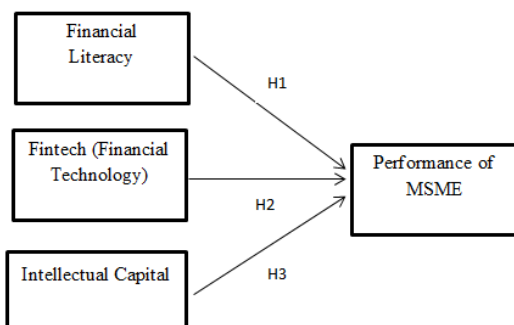 Financial
Literacy
H1
Fintech (Financial
Technology)
Performance of
MSME
H2
Intellectual Capital
H3